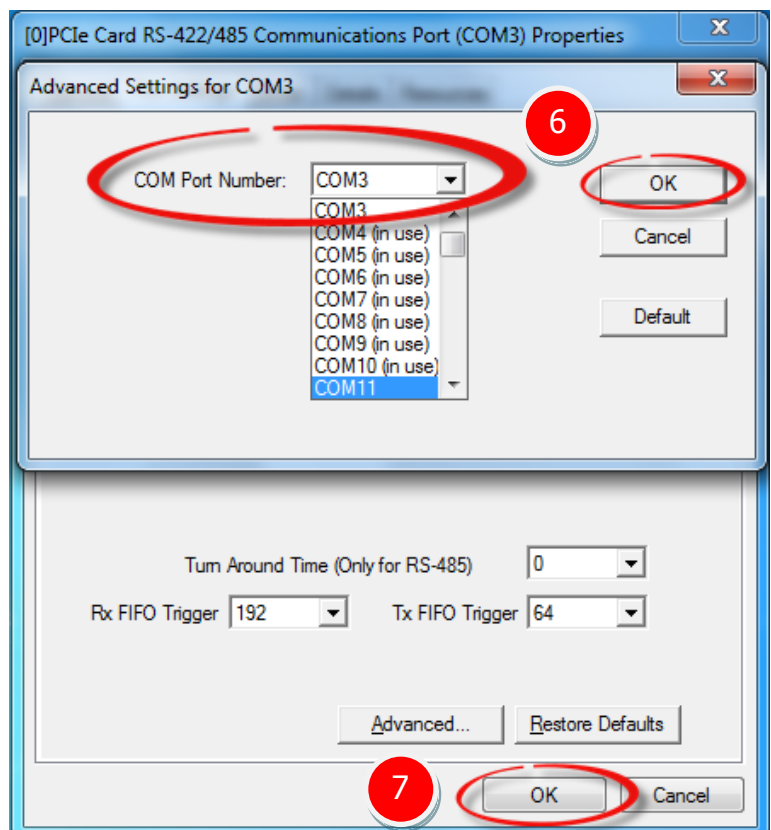 [0]PCIe Card RS-422/485 Communications Port (COM3) Properties
Advanced Settings for COM3
6
COM Port Number: COM3
OK
COM3
COM4 (in use)
Cancel
COM5 (in use)
COM6 (in use)
COM7 (in use)
COM8 (in use)
Default
COM9 (in use)
COM10 (in use)
COM11
Turn Around Time (Only for RS-485) 0
Rx FIFO Trigger 192 Tx FIFO Trigger 64
Advanced... Restore Defaults
7
OK Cancel